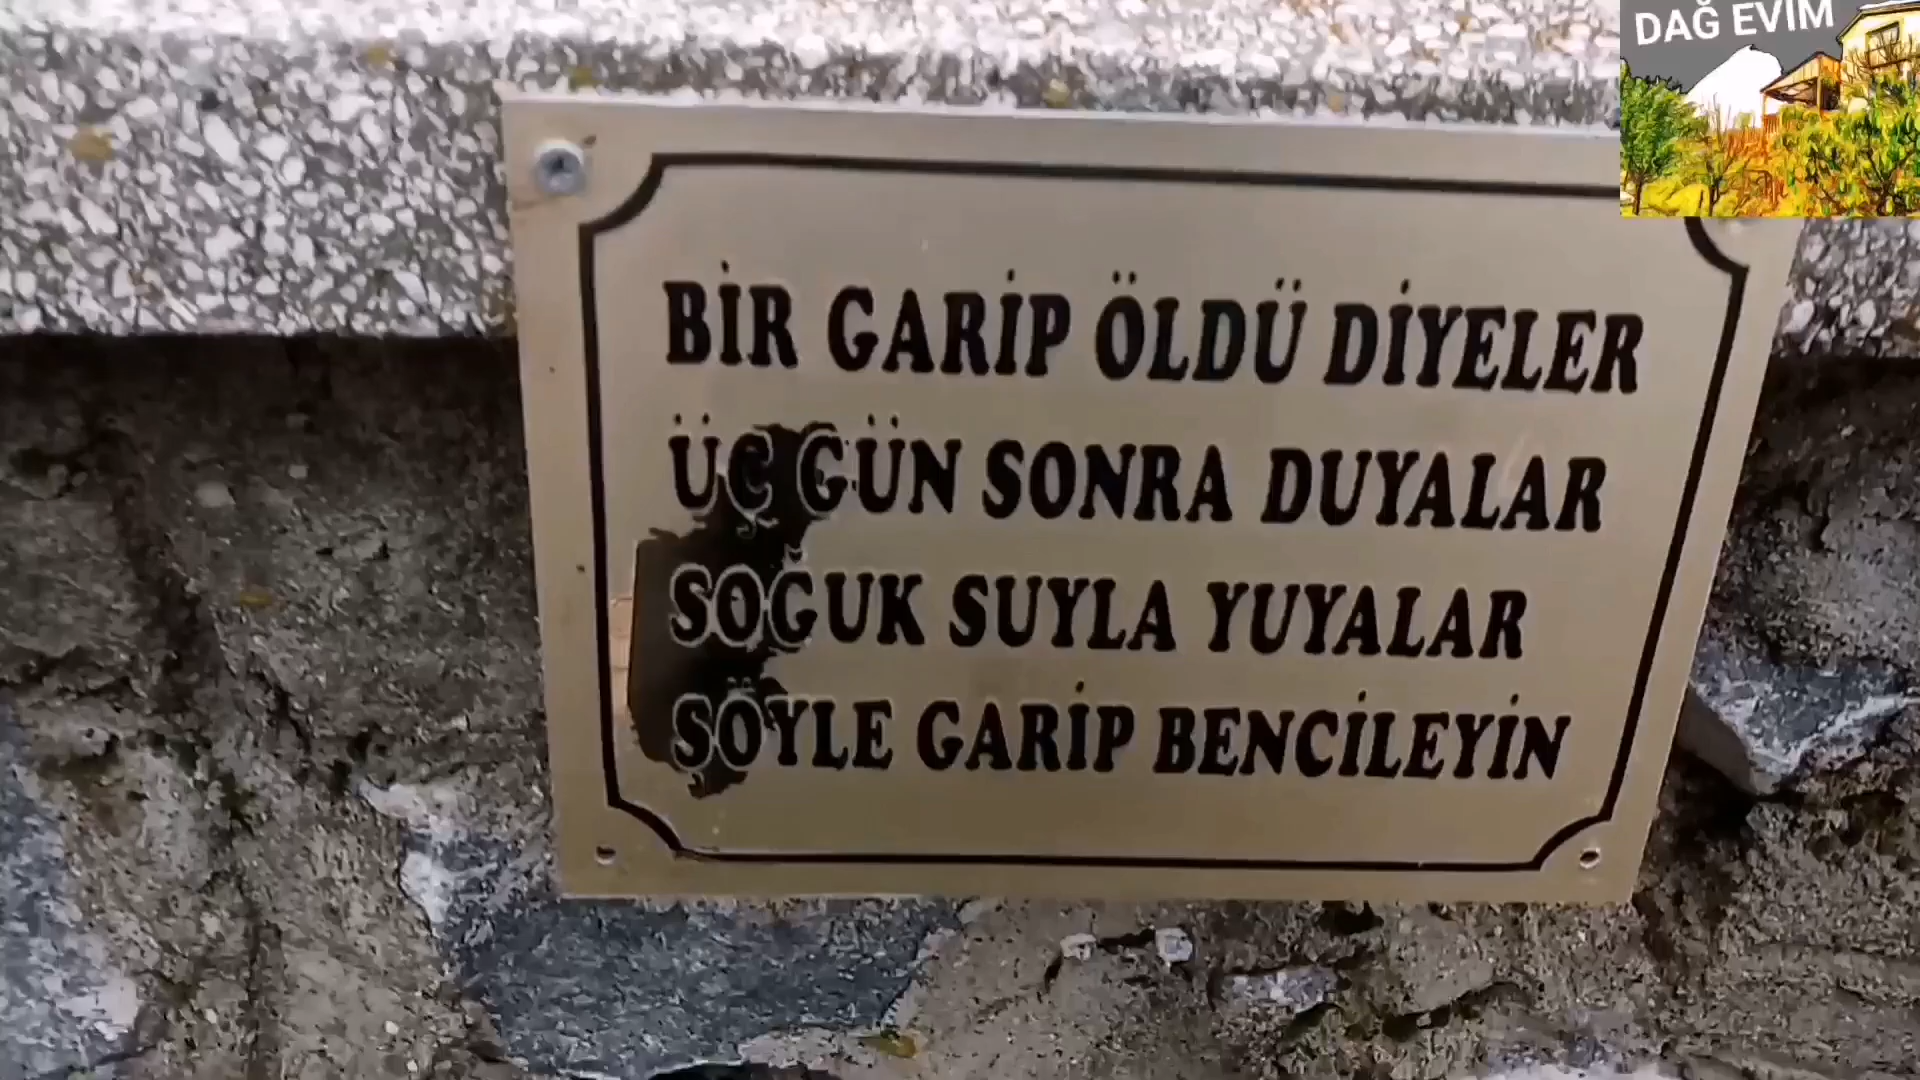 DAĞ EVİM
BİR GARİP ÖLDÜ DİYELER
ÜÇ GÜN SONRA DUYALAR
SOĞUK SUYLA YUYALAR
ŞÖYLE GARİP BENCİLEYİN